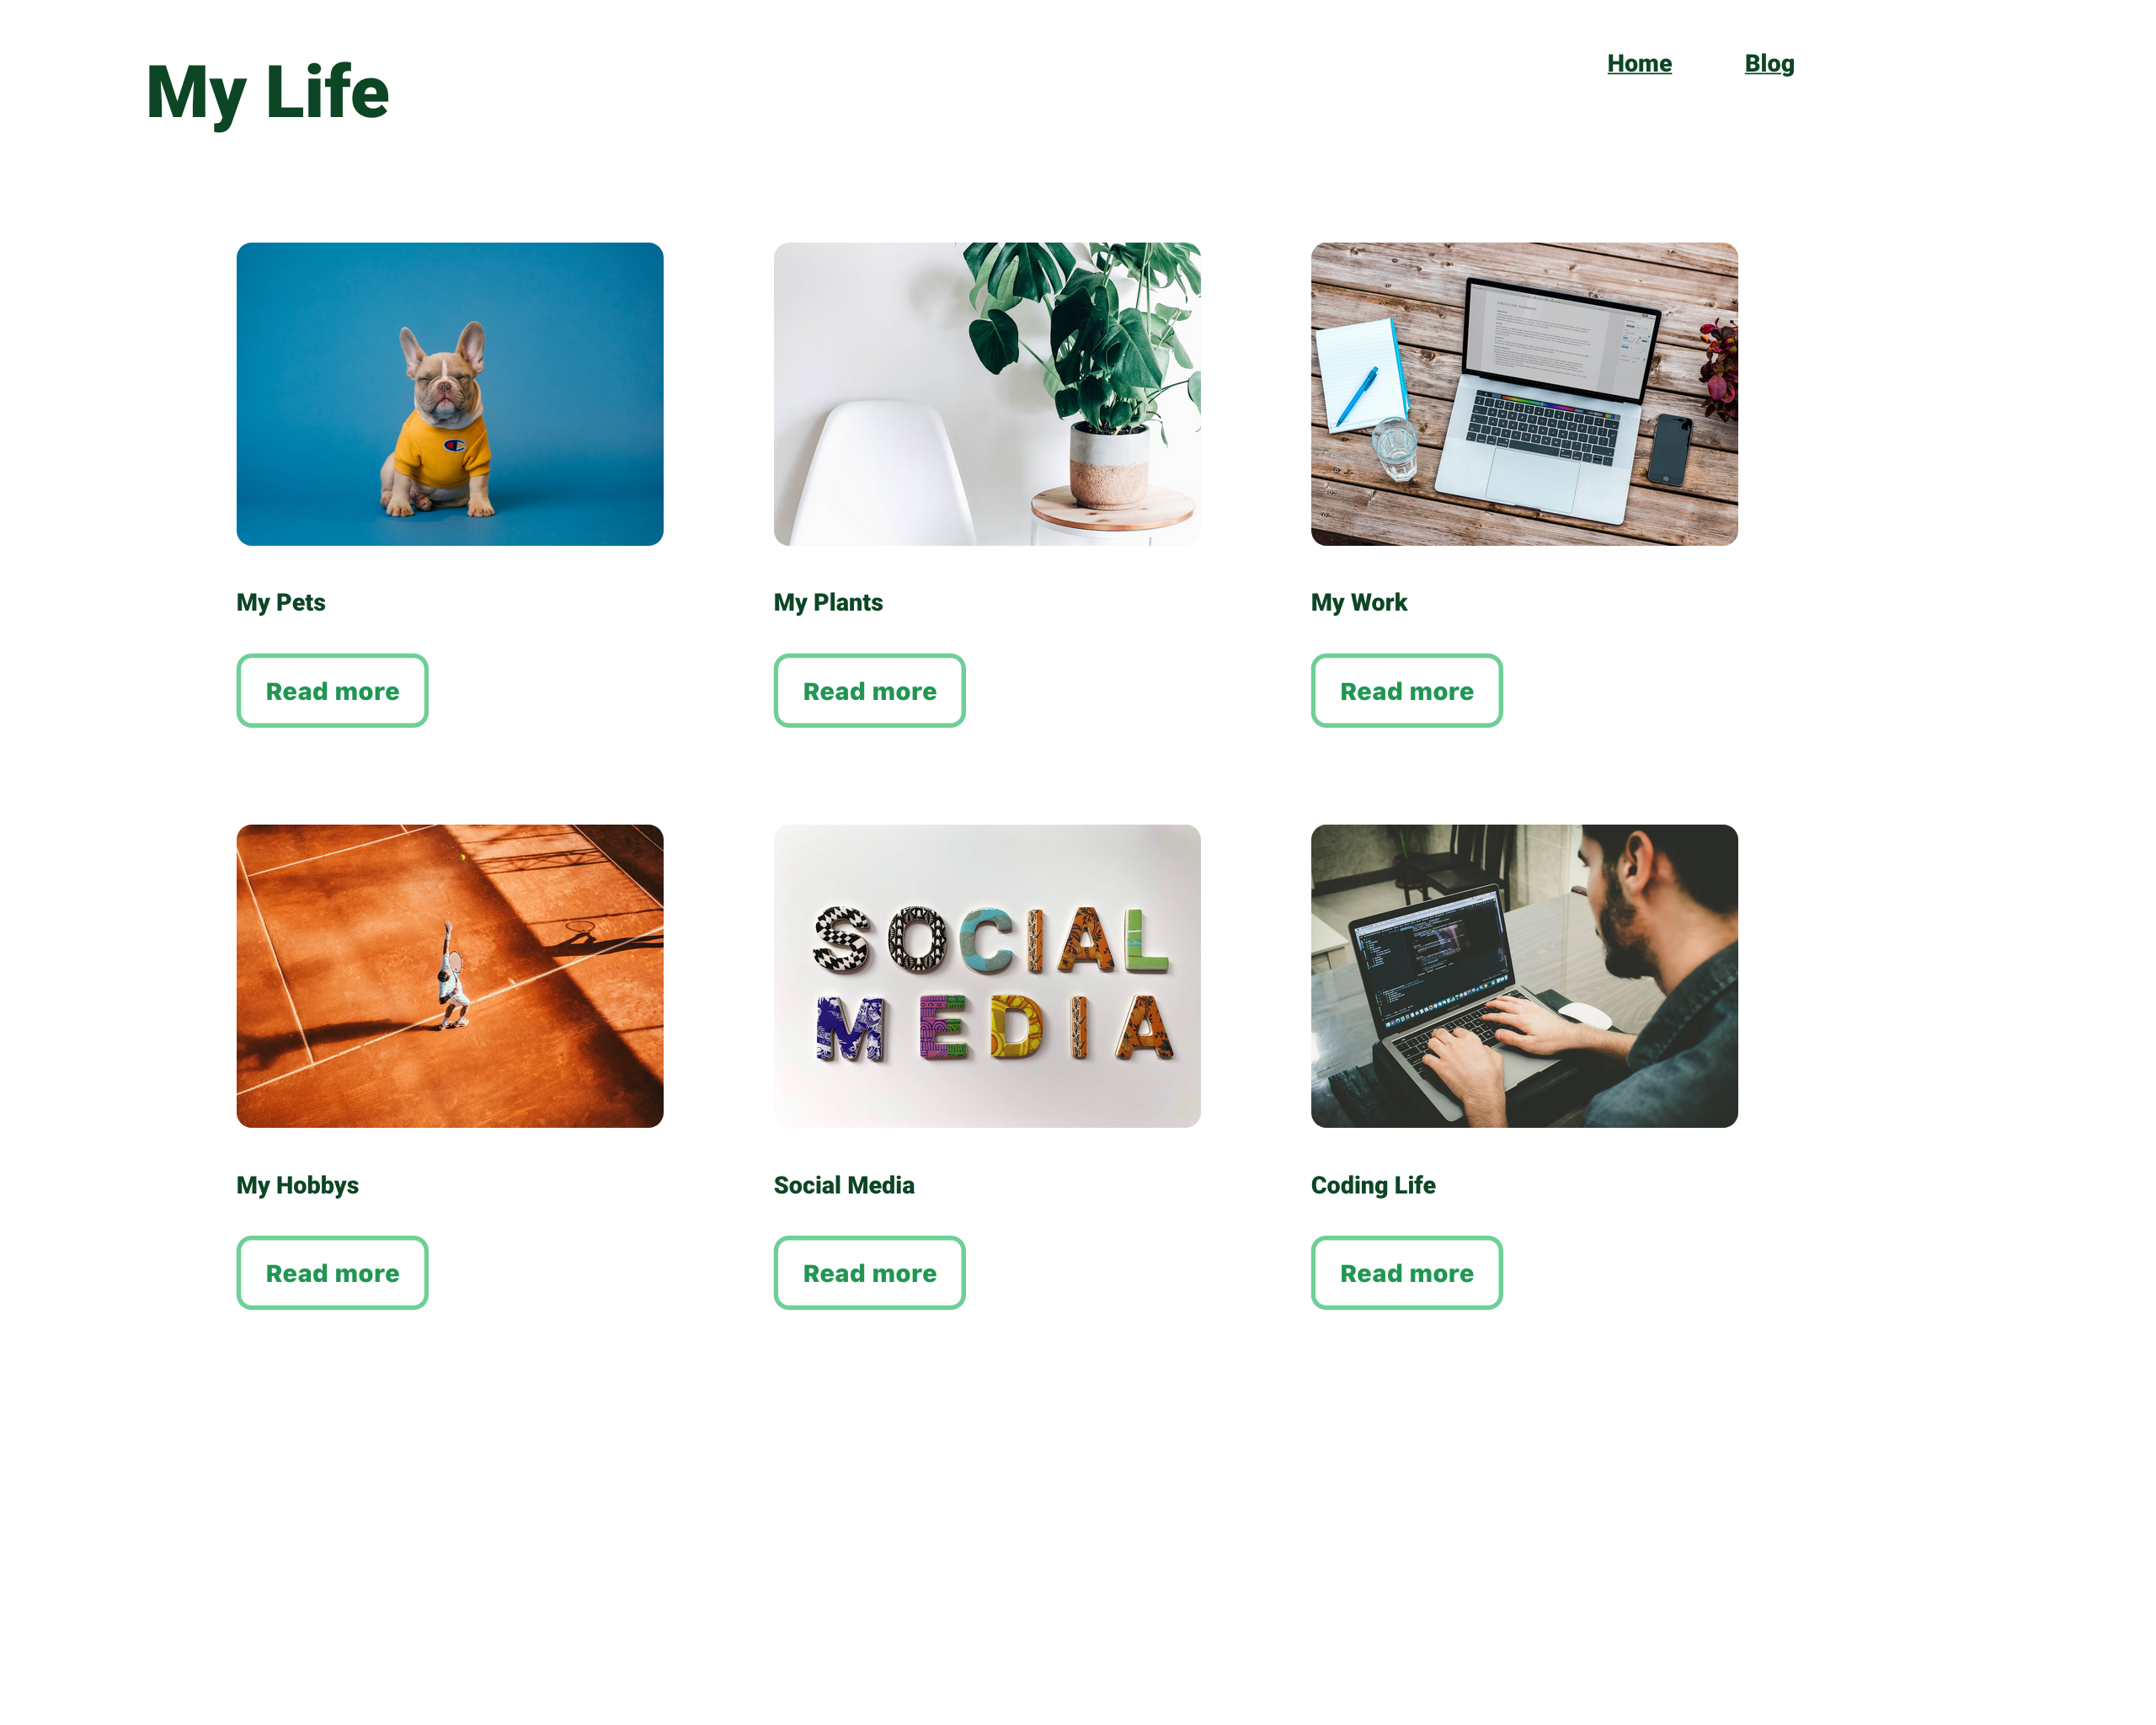 My Life
Home
Blog
My Pets
My Plants
My Work
Read more
Read more
Read more
SOCIAL
MEDIA
My Hobbys
Social Media
Coding Life
Read more
Read more
Read more